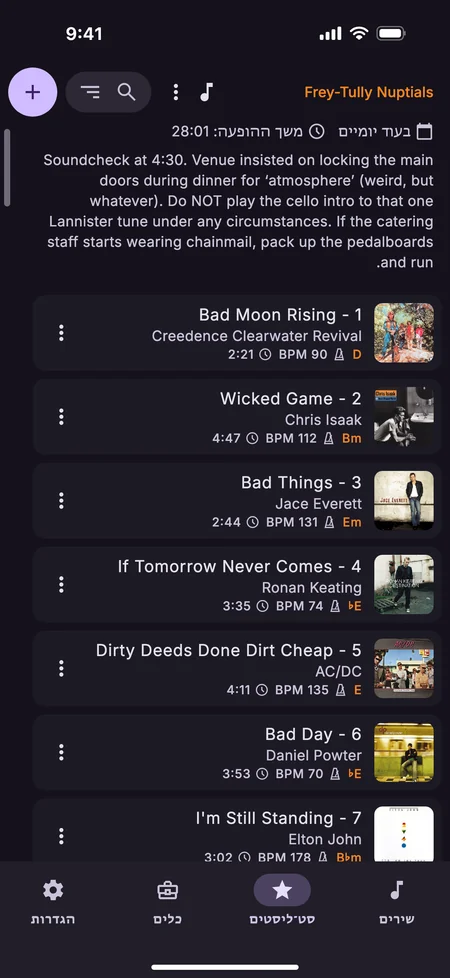 9:41
Frey-Tully Nuptials
בעוד יומיים משך ההופעה: 28:01
Soundcheck at 4:30. Venue insisted on locking the main
doors during dinner for ‘atmosphere’ (weird, but
whatever). Do NOT play the cello intro to that one
Lannister tune under any circumstances. If the catering
staff starts wearing chainmail, pack up the pedalboards
and run.
1 - Bad Moon Rising
Creedence Clearwater Revival
D 90 BPM 2:21
2 - Wicked Game
Chris Isaak
Bm 112 BPM 4:47
3 - Bad Things
Jace Everett
Em 131 BPM 2:44
4 - If Tomorrow Never Comes
Ronan Keating
E♭ 74 BPM 3:35
5 - Dirty Deeds Done Dirt Cheap
AC/DC
E 135 BPM 4:11
6 - Bad Day
Daniel Powter
E♭ 70 BPM 3:53
7 - I'm Still Standing
Elton John
B♭m 178 BPM 3:02
שירים
סט־ליסטים
כלים
הגדרות